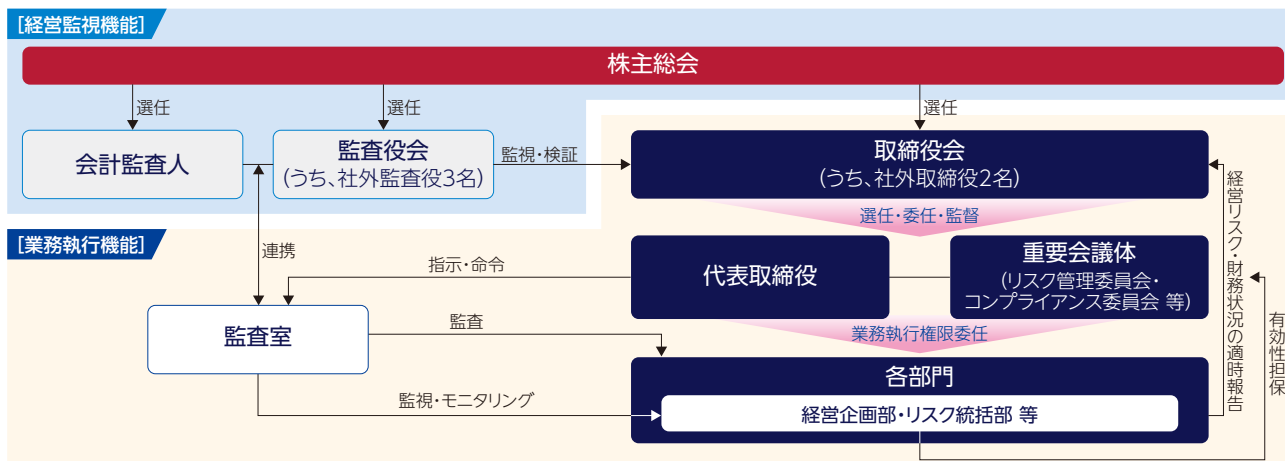 [経営監視機能]
株主総会
選任
選任
選任
会計監査人
監査役会
(うち、社外監査役3名)
監視・検証
取締役会
(うち、社外取締役2名)
選任・委任・監督
[業務執行機能]
連携
指示・命令
代表取締役
重要会議体
(リスク管理委員会・
コンプライアンス委員会 等)
監査室
監査
業務執行権限委任
各部門
監視・モニタリング
経営企画部・リスク統括部 等
経営リスク・財務状況の適時報告
有効性担保